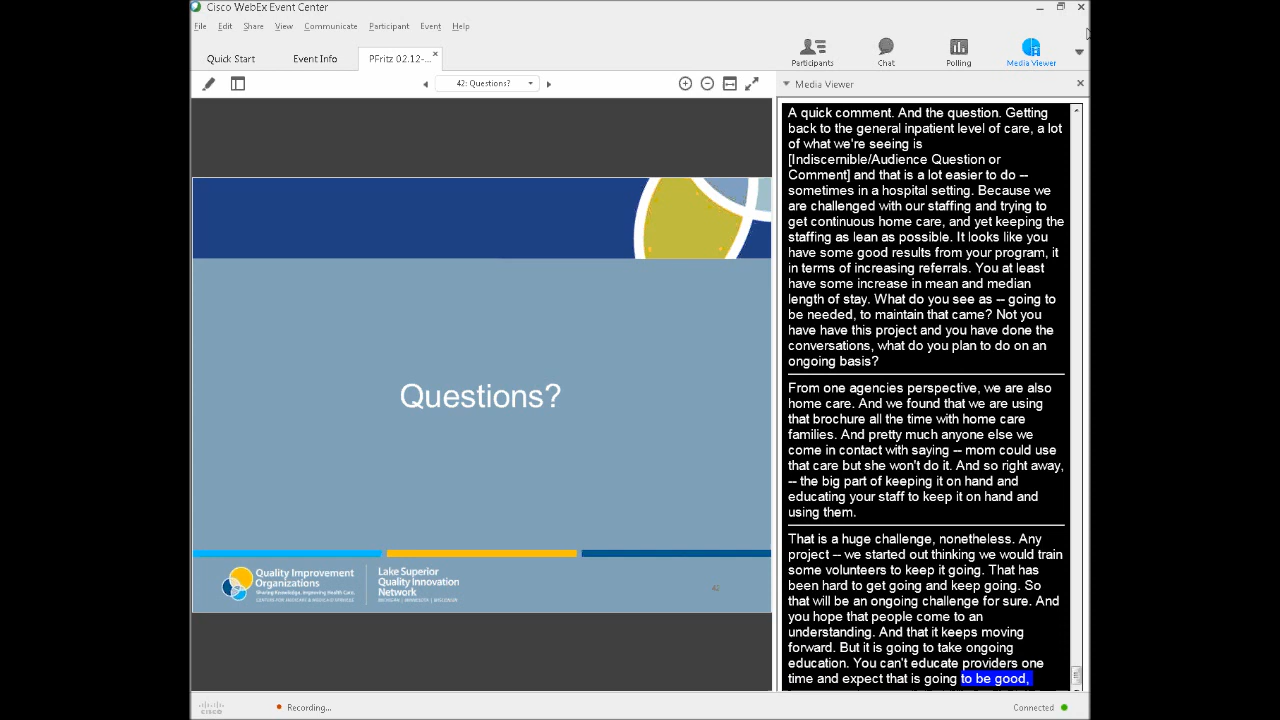 Cisco WebEx Event Center
File Edit Share View Communicate Participant Event Help
Quick Start Event Info PFritz 02.12-...
Participants Chat Polling Media Viewer
42: Questions?
Media Viewer
Questions?
Quality Improvement
Organizations
Sharing Knowledge. Improving Health Care.
CENTERS FOR MEDICARE & MEDICAID SERVICES
Lake Superior
Quality Innovation
Network
MICHIGAN | MINNESOTA | WISCONSIN
42
A quick comment. And the question. Getting
back to the general inpatient level of care, a lot
of what we're seeing is
[Indiscernible/Audience Question or
Comment] and that is a lot easier to do --
sometimes in a hospital setting. Because we
are challenged with our staffing and trying to
get continuous home care, and yet keeping the
staffing as lean as possible. It looks like you
have some good results from your program, it
in terms of increasing referrals. You at least
have some increase in mean and median
length of stay. What do you see as -- going to
be needed, to maintain that came? Not you
have have this project and you have done the
conversations, what do you plan to do on an
ongoing basis?
From one agencies perspective, we are also
home care. And we found that we are using
that brochure all the time with home care
families. And pretty much anyone else we
come in contact with saying -- mom could use
that care but she won't do it. And so right away,
-- the big part of keeping it on hand and
educating your staff to keep it on hand and
using them.
That is a huge challenge, nonetheless. Any
project -- we started out thinking we would train
some volunteers to keep it going. That has
been hard to get going and keep going. So
that will be an ongoing challenge for sure. And
you hope that people come to an
understanding. And that it keeps moving
forward. But it is going to take ongoing
education. You can't educate providers one
time and expect that is going to be good,
cisco
Recording...
Connected